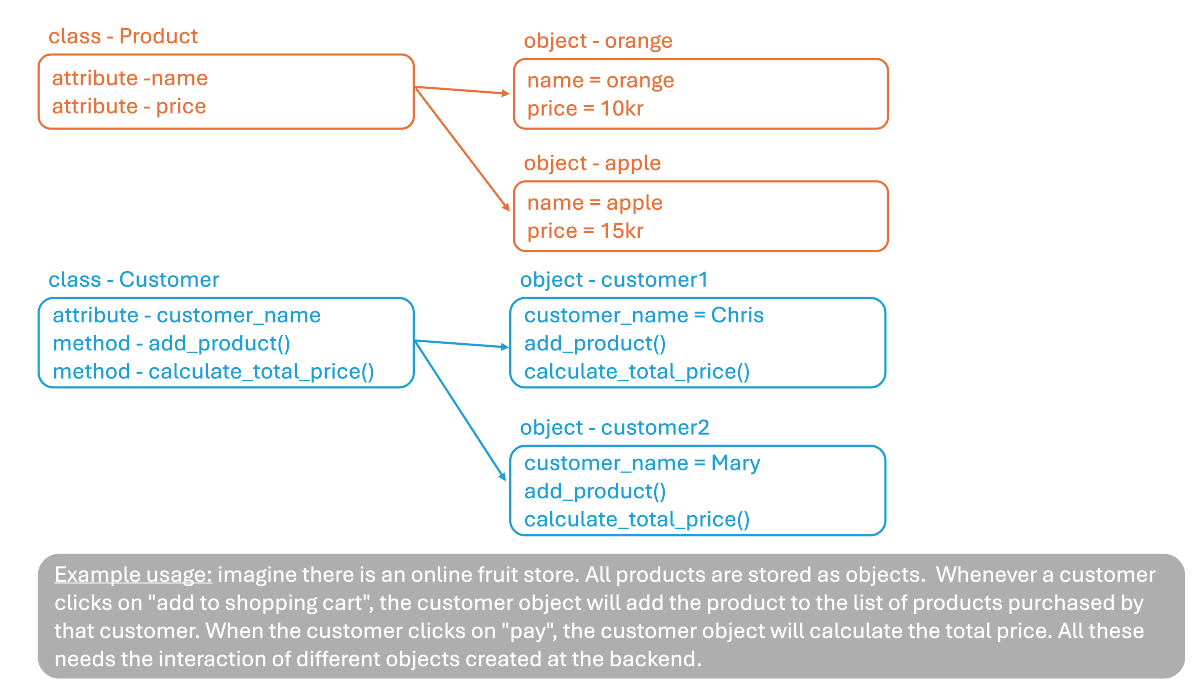 class - Product
attribute -name
attribute - price
object - orange
name = orange
price = 10kr
object - apple
name = apple
price = 15kr
class - Customer
attribute - customer_name
method - add_product()
method - calculate_total_price()
object - customer1
customer_name = Chris
add_product()
calculate_total_price()
object - customer2
customer_name = Mary
add_product()
calculate_total_price()
Example usage: imagine there is an online fruit store. All products are stored as objects.  Whenever a customer
clicks on "add to shopping cart", the customer object will add the product to the list of products purchased by
that customer. When the customer clicks on "pay", the customer object will calculate the total price. All these
needs the interaction of different objects created at the backend.